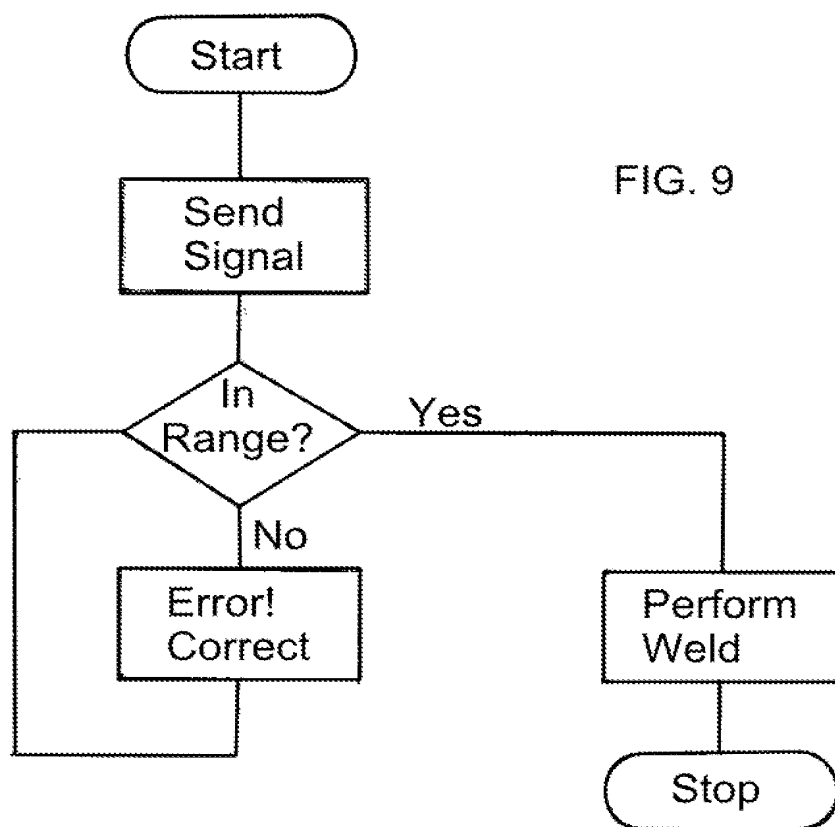 Start
FIG. 9
Send
Signal
In
Range?
Yes
No
Error!
Correct
Perform
Weld
Stop